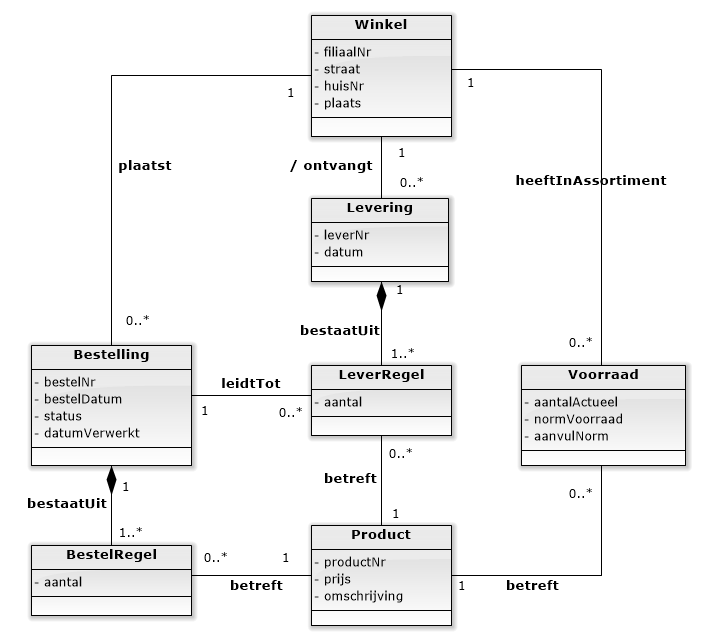 Winkel
- filiaalNr
- straat
- huisNr
- plaats
1
1
plaatst
/ ontvangt
1
0..*
heeftInAssortiment
Levering
- leverNr
- datum
1
bestaatUit
1..*
0..*
0..*
Bestelling
- bestelNr
- bestelDatum
- status
- datumVerwerkt
leidtTot
1
0..*
LeverRegel
- aantal
Voorraad
- aantalActueel
- normVoorraad
- aanvulNorm
0..*
betreft
1
0..*
1
bestaatUit
1..*
BestelRegel
- aantal
0..*
1
betreft
Product
- productNr
- prijs
- omschrijving
1
betreft